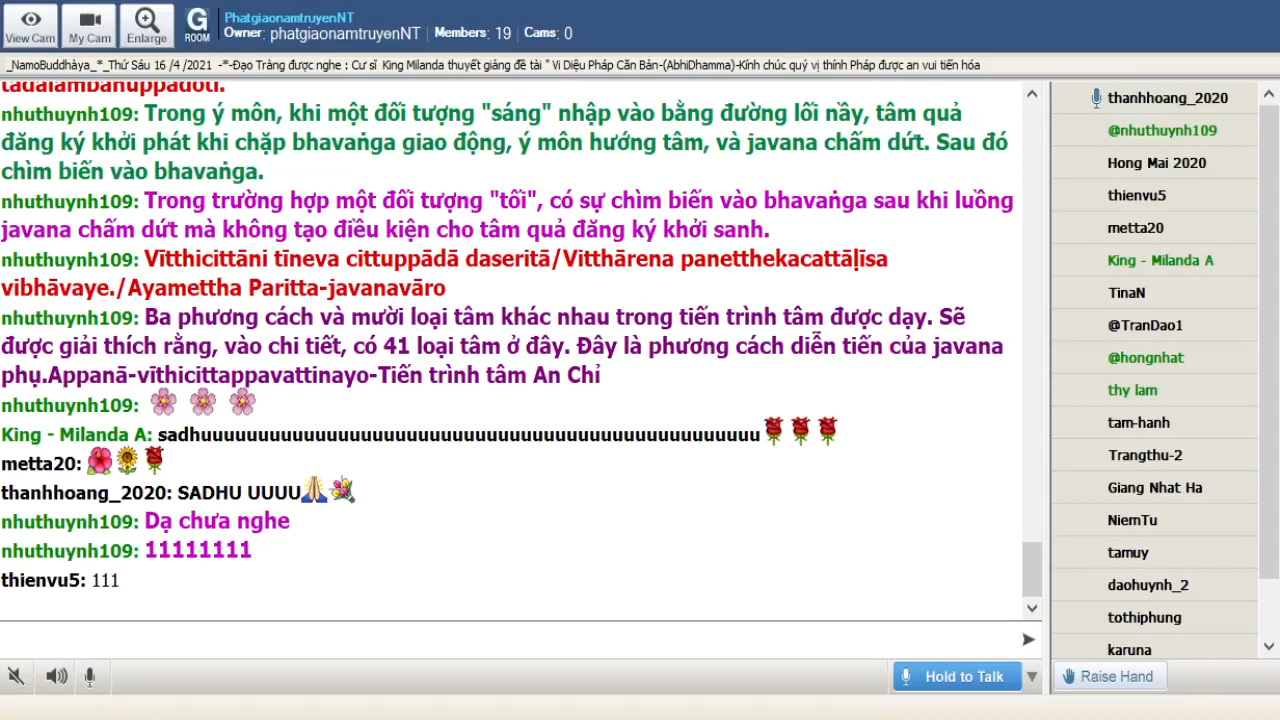 View Cam
My Cam
Enlarge
G
ROOM
PhatgiaonamtruyenNT
Owner: phatgiaonamtruyenNT | Members: 19 | Cams: 0
_NamoBuddhàya_*_Thứ Sáu 16 /4 /2021 -*-Đạo Tràng được nghe : Cư sĩ King Milanda thuyết giảng đề tài " Vi Diệu Pháp Căn Bản-(AbhiDhamma)-Kính chúc quý vị thính Pháp được an vui tiến hóa
tadālambaṇuppādoti.
nhuthuynh109: Trong ý môn, khi một đối tượng "sáng" nhập vào bằng đường lối nầy, tâm quả
đăng ký khởi phát khi chặp bhavaṅga giao động, ý môn hướng tâm, và javana chấm dứt. Sau đó
chìm biến vào bhavaṅga.
nhuthuynh109: Trong trường hợp một đối tượng "tối", có sự chìm biến vào bhavaṅga sau khi luồng
javana chấm dứt mà không tạo điều kiện cho tâm quả đăng ký khởi sanh.
nhuthuynh109: Vītthicittāni tīneva cittuppādā daseritā/Vitthārena panetthekacattāḷīsa
vibhāvaye./Ayamettha Paritta-javanavāro
nhuthuynh109: Ba phương cách và mười loại tâm khác nhau trong tiến trình tâm được dạy. Sẽ
được giải thích rằng, vào chi tiết, có 41 loại tâm ở đây. Đây là phương cách diễn tiến của javana
phụ.Appanā-vīthicittappavattinayo-Tiến trình tâm An Chỉ
nhuthuynh109:
King - Milanda A: sadhuuuuuuuuuuuuuuuuuuuuuuuuuuuuuuuuuuuuuuuuuuuuuuuuu
metta20:
thanhhoang_2020: SADHU UUUU
nhuthuynh109: Dạ chưa nghe
nhuthuynh109: 11111111
thienvu5: 111
thanhhoang_2020
@nhuthuynh109
Hong Mai 2020
thienvu5
metta20
King - Milanda A
TinaN
@TranDao1
@hongnhat
thy lam
tam-hanh
Trangthu-2
Giang Nhat Ha
NiemTu
tamuy
daohuynh_2
tothiphung
karuna
Hold to Talk
Raise Hand